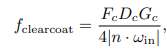 f_clearcoat = F_c D_c G_c / 4|n · ω_in|,